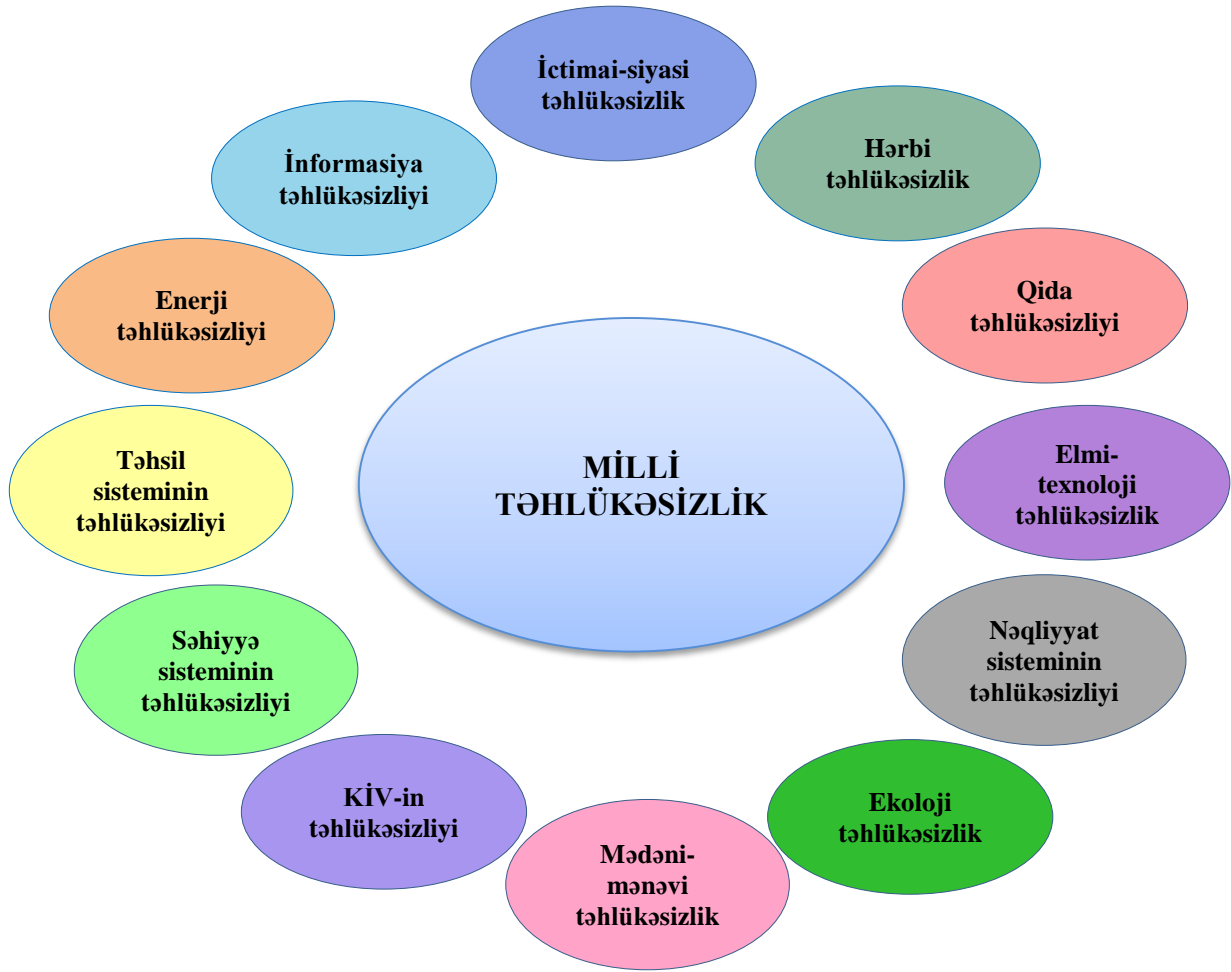 İctimai-siyasi
təhlükəsizlik
Hərbi
təhlükəsizlik
İnformasiya
təhlükəsizliyi
Qida
təhlükəsizliyi
Enerji
təhlükəsizliyi
MİLLİ
TƏHLÜKƏSİZLİK
Elmi-
texnoloji
təhlükəsizlik
Təhsil
sisteminin
təhlükəsizliyi
Nəqliyyat
sisteminin
təhlükəsizliyi
Səhiyyə
sisteminin
təhlükəsizliyi
Ekoloji
təhlükəsizlik
KİV-in
təhlükəsizliyi
Mədəni-
mənəvi
təhlükəsizlik